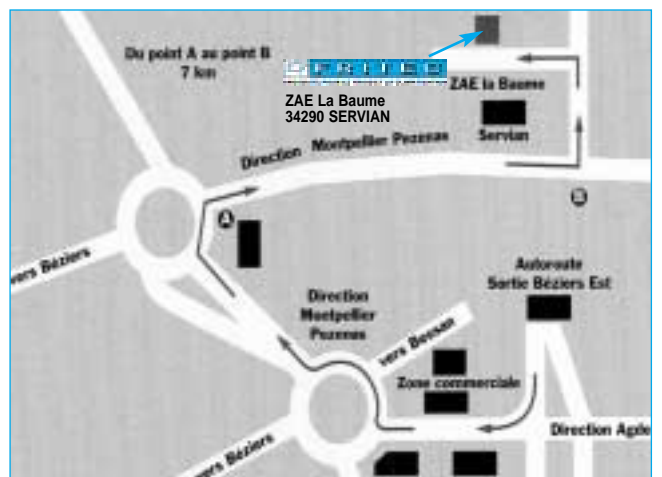 Du point A au point B
7 km
ZAE La Baume
34290 SERVIAN
ZAE la Baume
Servian
Direction Montpellier Pezenas
A
B
vers Béziers
Autoroute
Sortie Béziers Est
Direction
Montpellier
Pezenas
vers Bessan
Zone commerciale
Direction Agde
vers Béziers